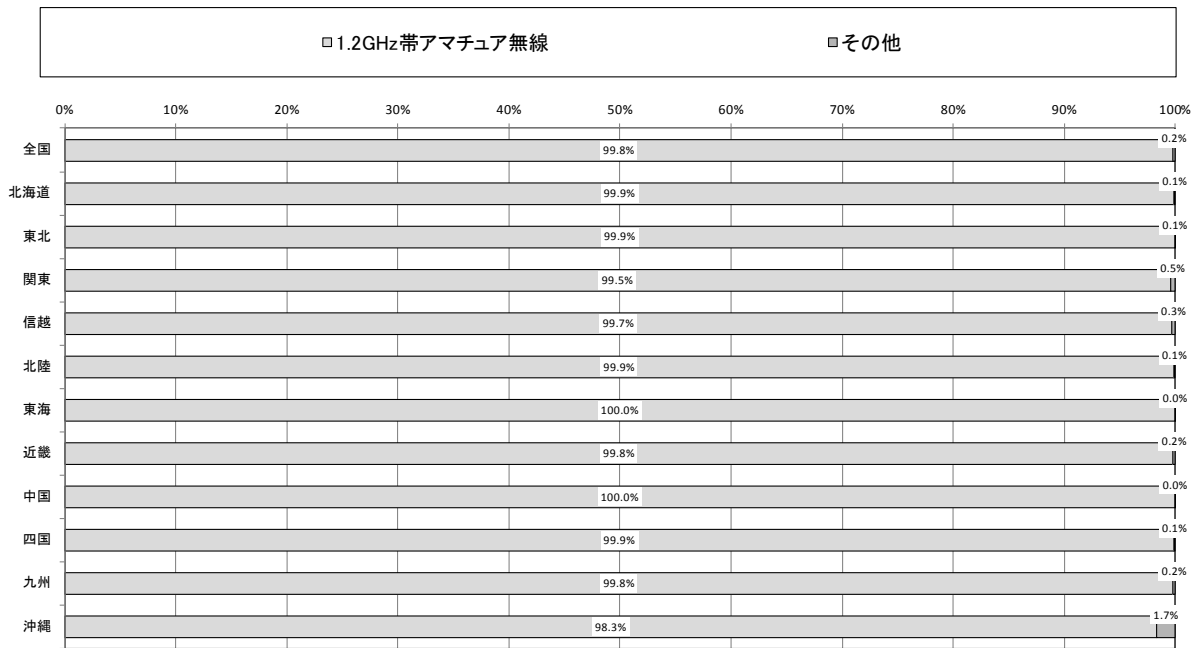 1.2GHz帯アマチュア無線 その他
0% 10% 20% 30% 40% 50% 60% 70% 80% 90% 100%
全国 99.8% 0.2%
北海道 99.9% 0.1%
東北 99.9% 0.1%
関東 99.5% 0.5%
信越 99.7% 0.3%
北陸 99.9% 0.1%
東海 100.0% 0.0%
近畿 99.8% 0.2%
中国 100.0% 0.0%
四国 99.9% 0.1%
九州 99.8% 0.2%
沖縄 98.3% 1.7%